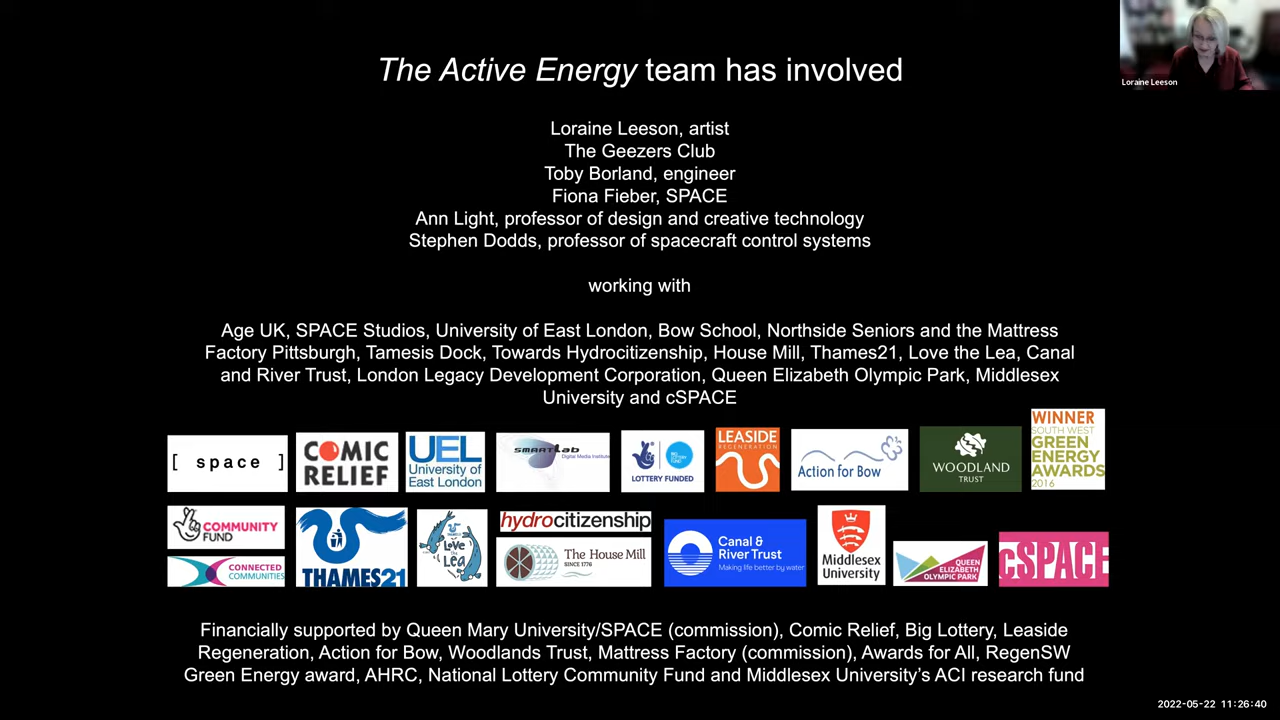 Loraine Leeson
The Active Energy team has involved
Loraine Leeson, artist
The Geezers Club
Toby Borland, engineer
Fiona Fieber, SPACE
Ann Light, professor of design and creative technology
Stephen Dodds, professor of spacecraft control systems
working with
Age UK, SPACE Studios, University of East London, Bow School, Northside Seniors and the Mattress
Factory Pittsburgh, Tamesis Dock, Towards Hydrocitizenship, House Mill, Thames21, Love the Lea, Canal
and River Trust, London Legacy Development Corporation, Queen Elizabeth Olympic Park, Middlesex
University and cSPACE
[ space ]
COMIC
RELIEF
UEL
University of
East London
SMARTLab
Digital Media Institute
BIG
LOTTERY
FUND
LOTTERY FUNDED
LEASIDE
REGENERATION
Action for Bow
WOODLAND
TRUST
WINNER
SOUTH WEST
GREEN
ENERGY
AWARDS
2016
COMMUNITY
FUND
CONNECTED
COMMUNITIES
THAMES21
Love
the
Lea
hydrocitizenship
The House Mill
SINCE 1776
Canal &
River Trust
Making life better by water
Middlesex
University
QUEEN
ELIZABETH
OLYMPIC PARK
cSPACE
Financially supported by Queen Mary University/SPACE (commission), Comic Relief, Big Lottery, Leaside
Regeneration, Action for Bow, Woodlands Trust, Mattress Factory (commission), Awards for All, RegenSW
Green Energy award, AHRC, National Lottery Community Fund and Middlesex University's ACI research fund
2022-05-22 11:26:40